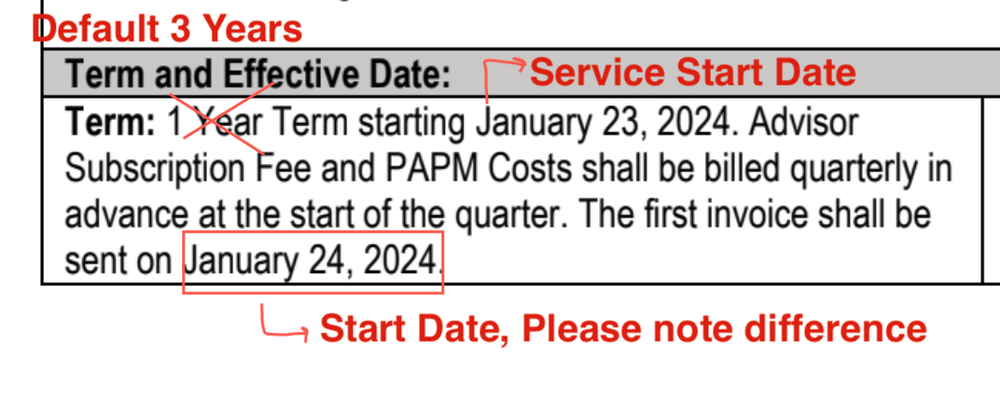 Default 3 Years
Term and Effective Date:
Service Start Date
Term: 1 Year Term starting January 23, 2024. Advisor
Subscription Fee and PAPM Costs shall be billed quarterly in
advance at the start of the quarter. The first invoice shall be
sent on January 24, 2024.
Start Date, Please note difference